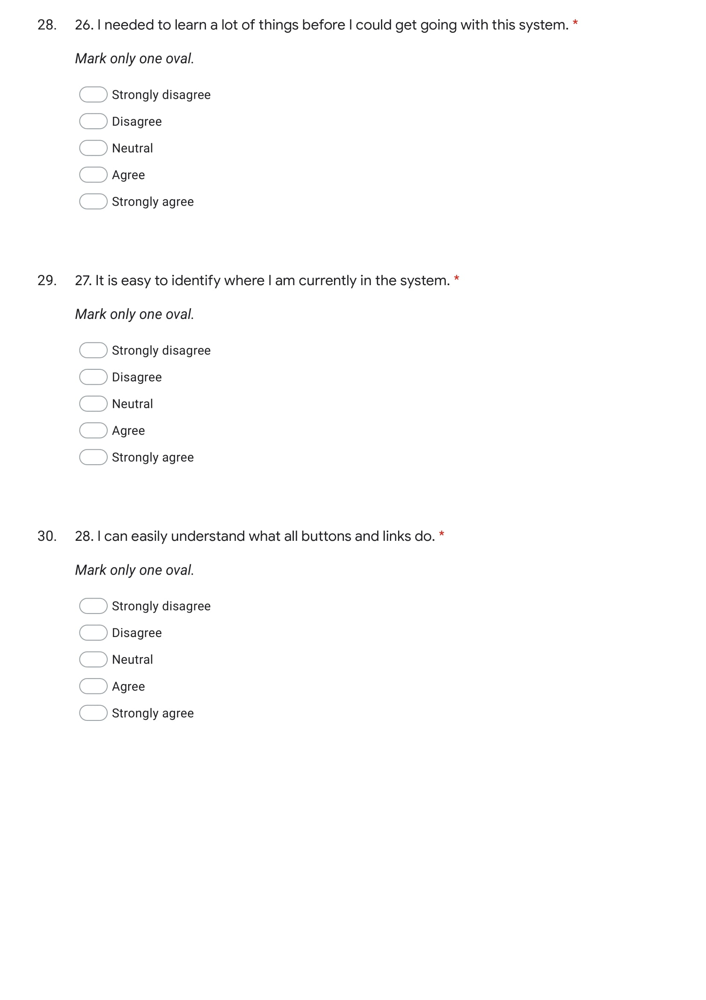 28. 26. I needed to learn a lot of things before I could get going with this system. *
Mark only one oval.
Strongly disagree
Disagree
Neutral
Agree
Strongly agree
29. 27. It is easy to identify where I am currently in the system. *
Mark only one oval.
Strongly disagree
Disagree
Neutral
Agree
Strongly agree
30. 28. I can easily understand what all buttons and links do. *
Mark only one oval.
Strongly disagree
Disagree
Neutral
Agree
Strongly agree